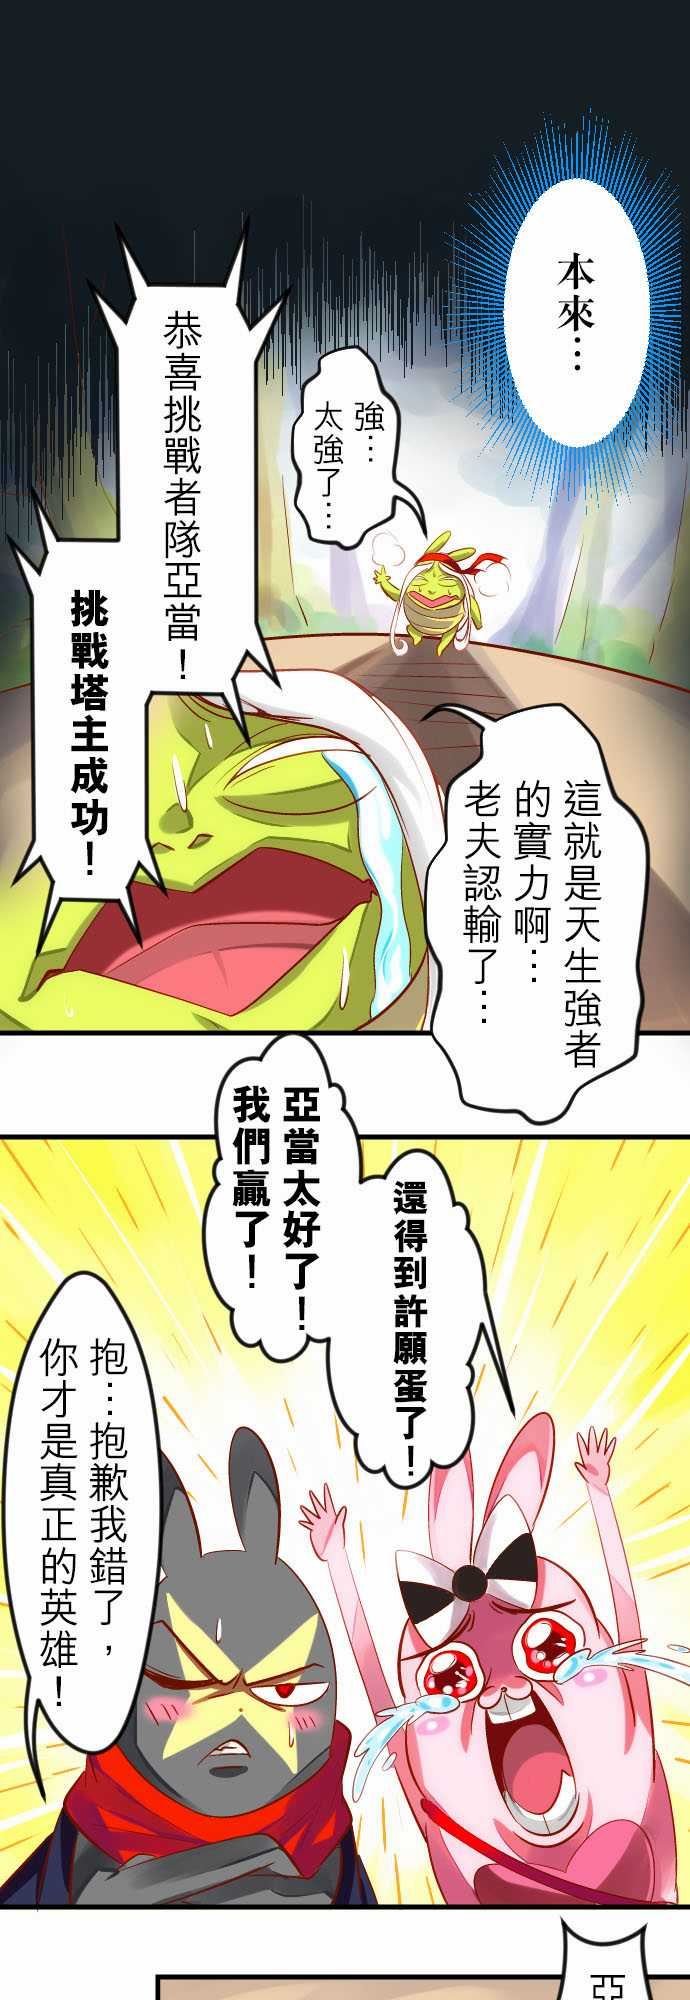 本來…
強…
太強了…
恭喜挑戰者隊亞當！
挑戰塔主成功！
這就是天生強者
的實力啊…
老夫認輸了…
亞當太好了！
我們贏了！
還得到許願蛋了！
抱…抱歉我錯了，
你才是真正的英雄！
亞